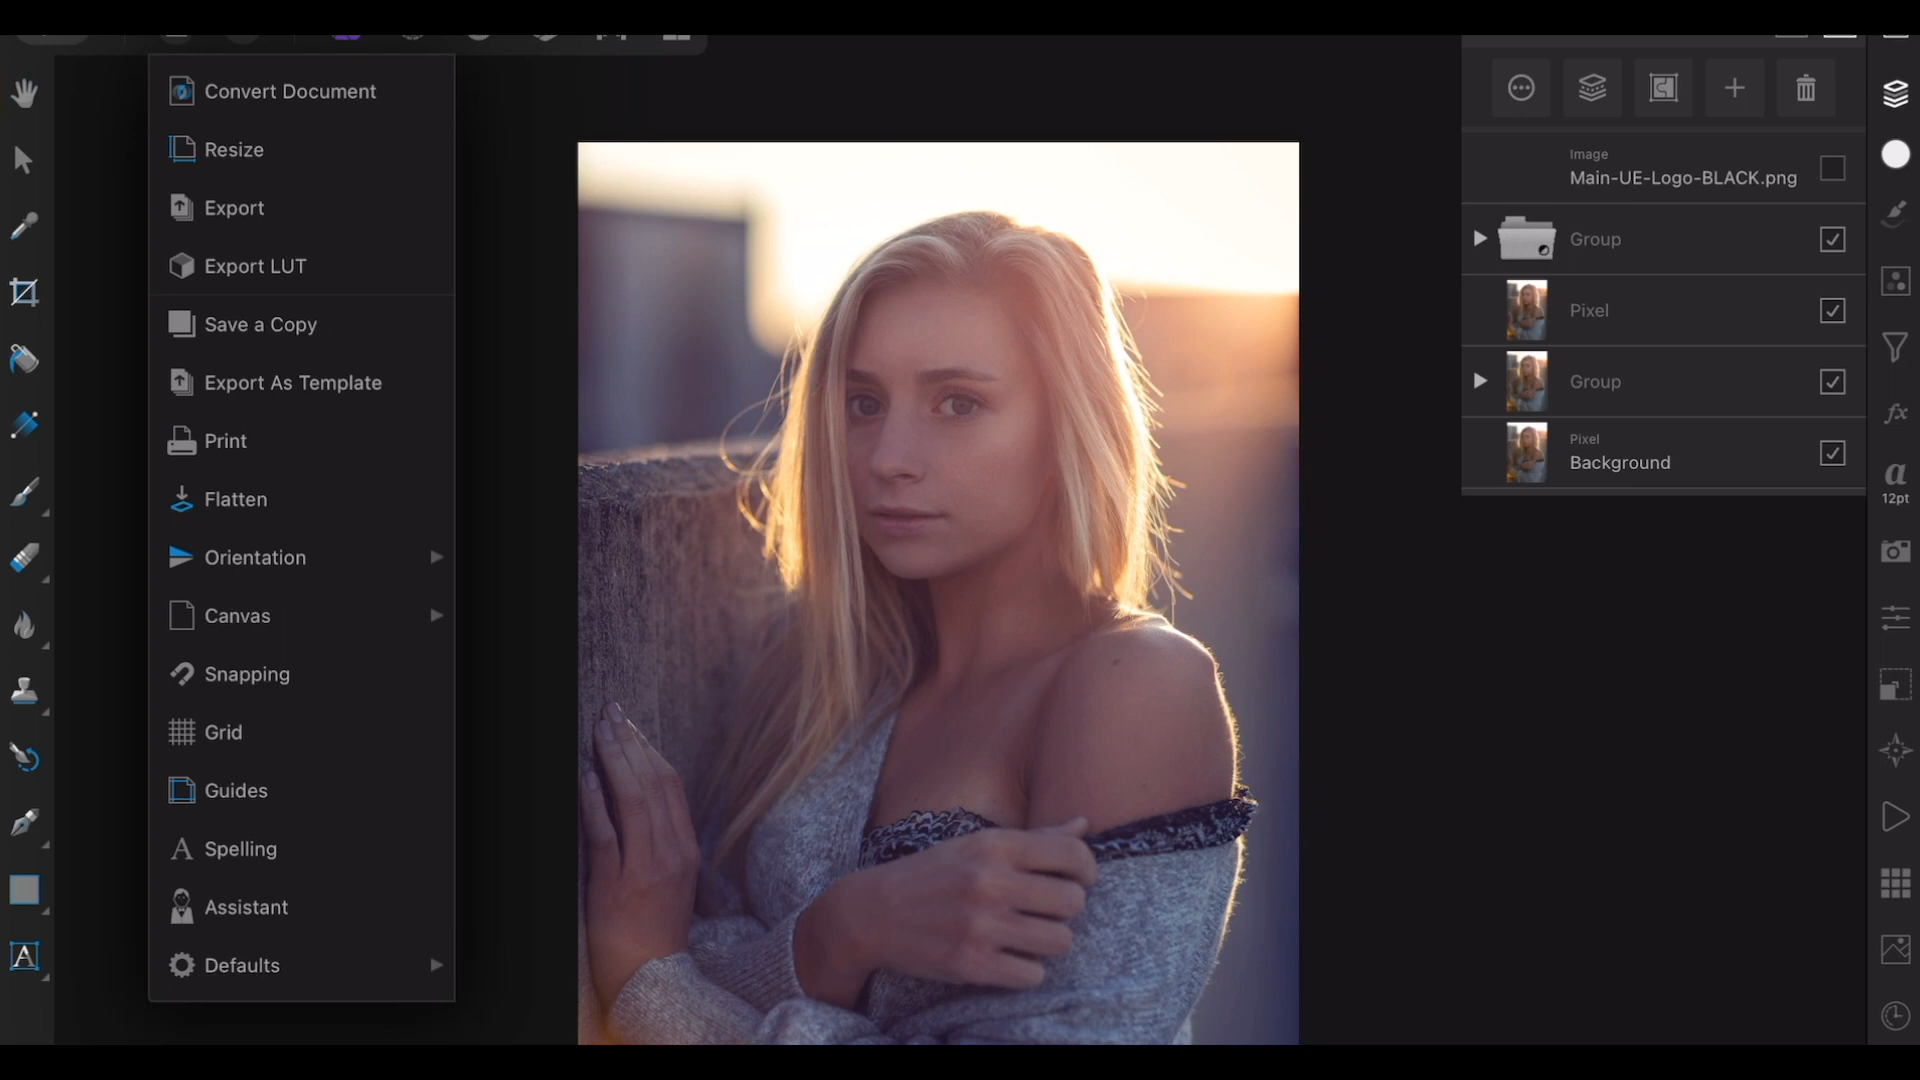 Convert Document
Resize
Export
Export LUT
Save a Copy
Export As Template
Print
Flatten
Orientation
Canvas
Snapping
Grid
Guides
Spelling
Assistant
Defaults
Image
Main-UE-Logo-BLACK.png
Group
Pixel
Group
Pixel
Background
fx
a
12pt
A